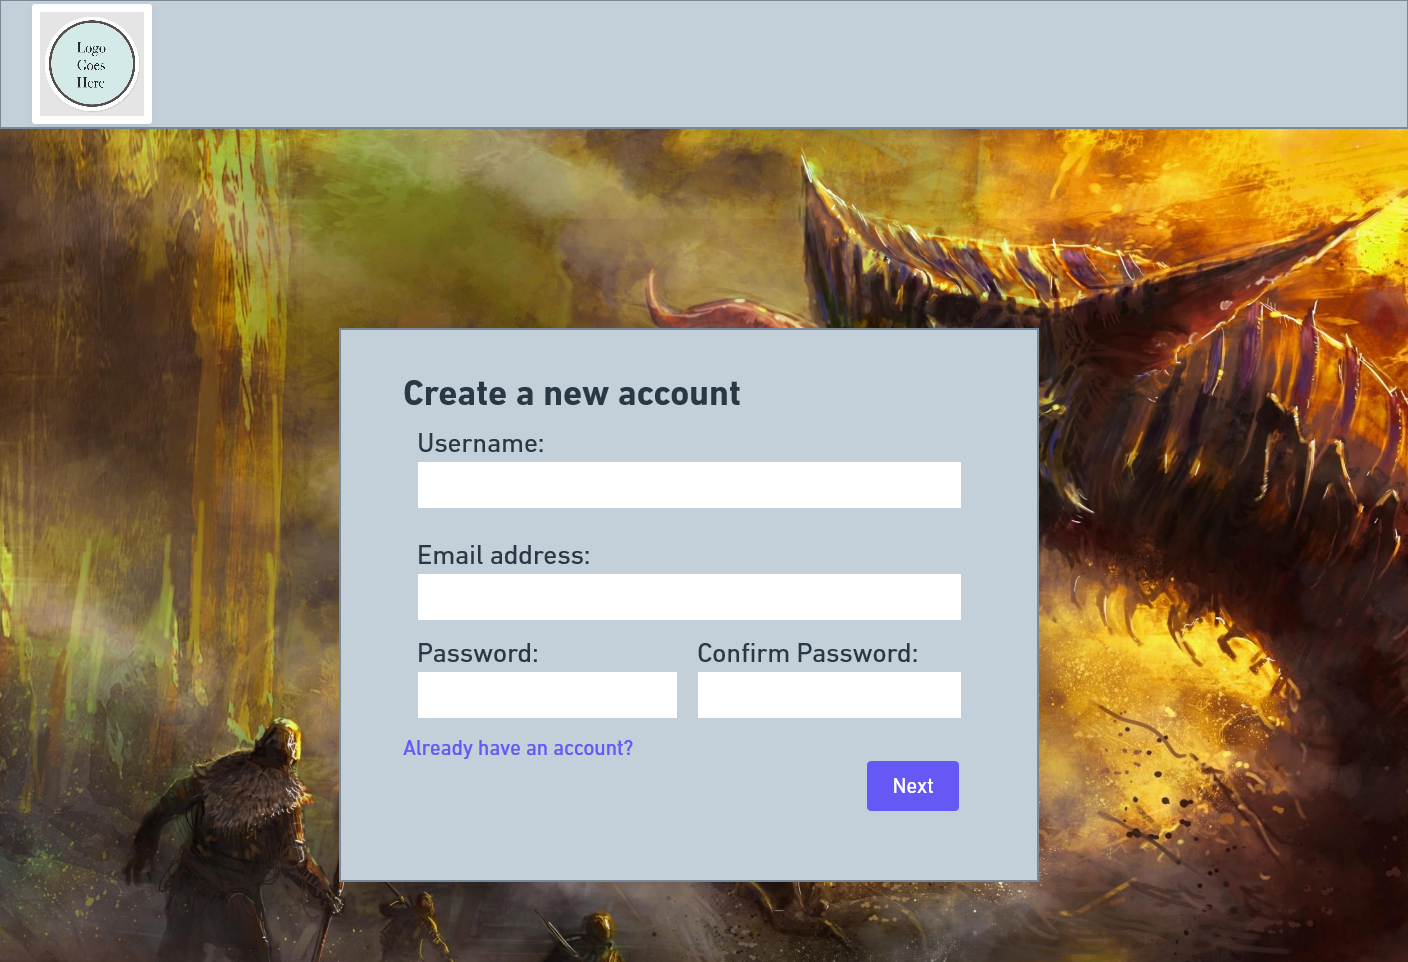 Logo
Goes
Here
Create a new account
Username:
Email address:
Password:
Confirm Password:
Already have an account?
Next